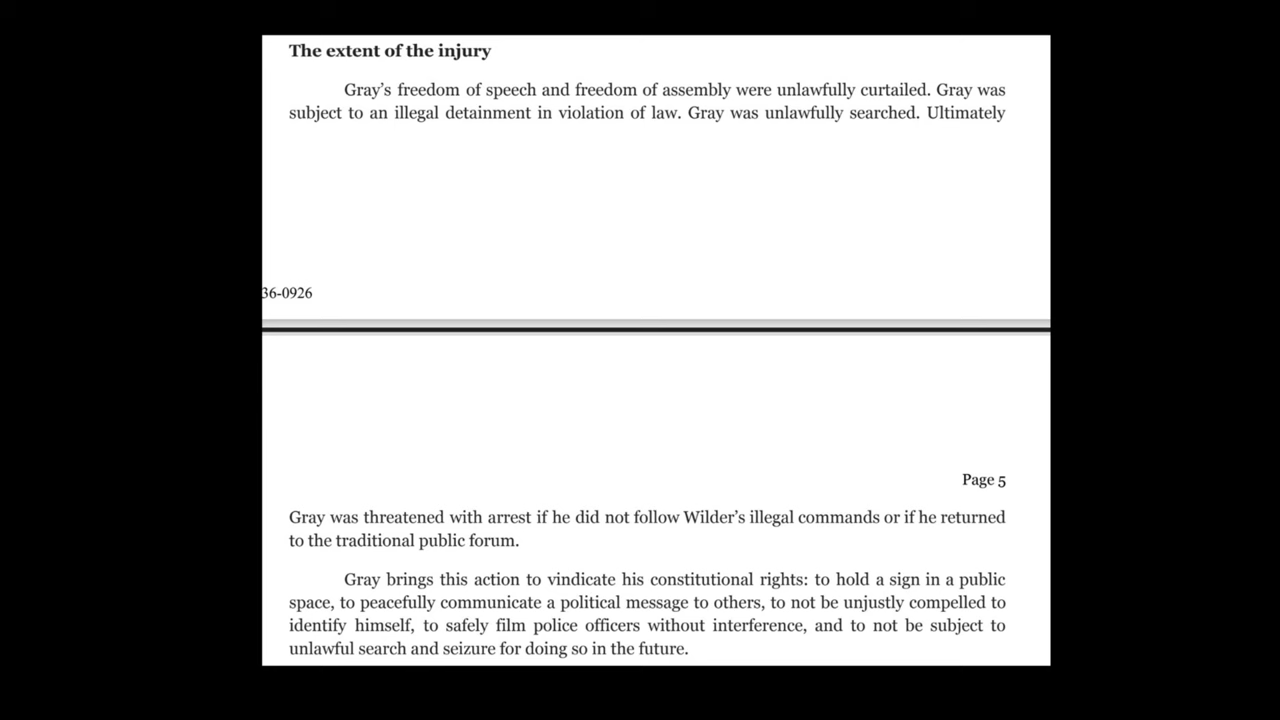 The extent of the injury
Gray’s freedom of speech and freedom of assembly were unlawfully curtailed. Gray was
subject to an illegal detainment in violation of law. Gray was unlawfully searched. Ultimately
36-0926
Page 5
Gray was threatened with arrest if he did not follow Wilder’s illegal commands or if he returned
to the traditional public forum.
Gray brings this action to vindicate his constitutional rights: to hold a sign in a public
space, to peacefully communicate a political message to others, to not be unjustly compelled to
identify himself, to safely film police officers without interference, and to not be subject to
unlawful search and seizure for doing so in the future.